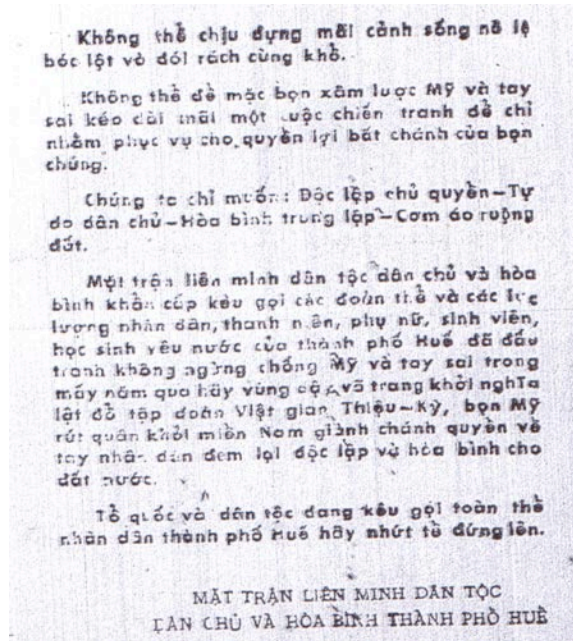 Không thể chịu đựng mãi cảnh sống nô lệ
bóc lột và đói rách cùng khổ.
Không thể để mặc bọn xâm lược Mỹ và tay
sai kéo dài mãi một cuộc chiến tranh để chỉ
nhằm phục vụ cho quyền lợi bất chánh của bọn
chúng.
Chúng ta chỉ muốn: Độc lập chủ quyền—Tự
do dân chủ—Hòa bình trung lập—Cơm áo ruộng
đất.
Mặt trận liên minh dân tộc dân chủ và hòa
bình khẩn cấp kêu gọi các đoàn thể và các lực
lượng nhân dân, thanh niên, phụ nữ, sinh viên,
học sinh yêu nước của thành phố Huế đã đấu
tranh không ngừng chống Mỹ và tay sai trong
mấy năm qua hãy vùng dậy võ trang khởi nghĩa
lật đổ tập đoàn Việt gian Thiệu—Kỳ, bọn Mỹ
rút quân khỏi miền Nam giành chánh quyền về
tay nhân dân đem lại độc lập và hòa bình cho
đất nước.
Tổ quốc và dân tộc đang kêu gọi toàn thể
nhân dân thành phố Huế hãy nhứt tề đứng lên.
MẶT TRẬN LIÊN MINH DÂN TỘC
DÂN CHỦ VÀ HÒA BÌNH THÀNH PHỐ HUẾ